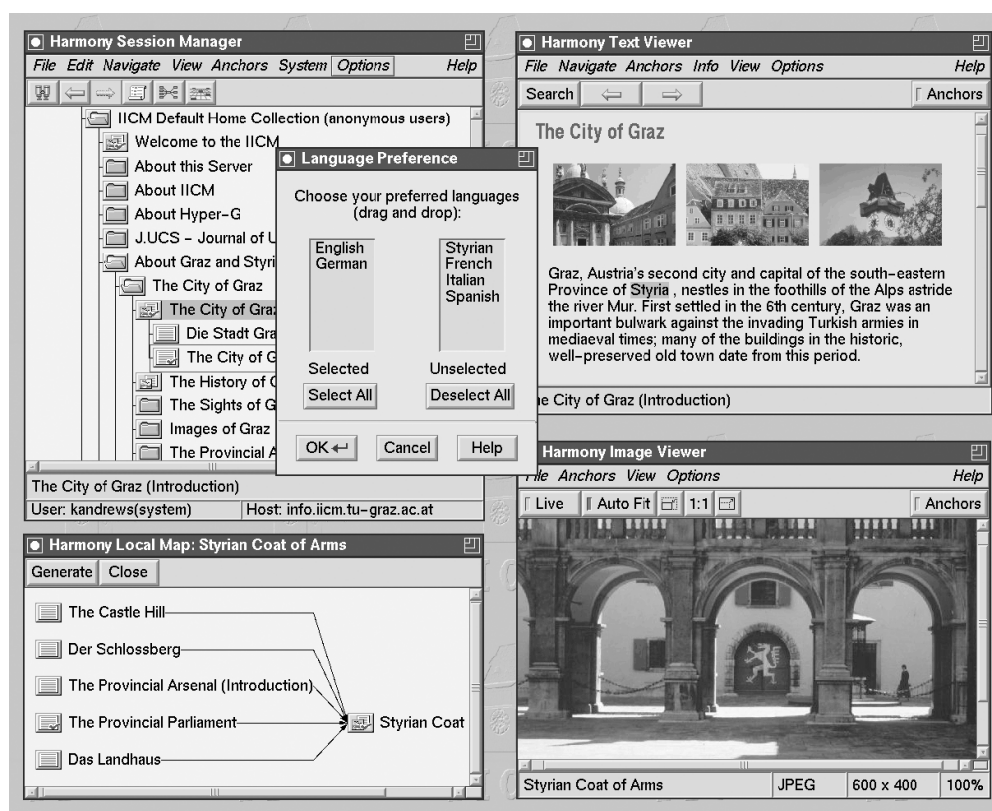 Harmony Session Manager
File Edit Navigate View Anchors System Options Help
IICM Default Home Collection (anonymous users)
Welcome to the IICM
About this Server
About IICM
About Hyper-G
J.UCS - Journal of U
About Graz and Styri
The City of Graz
The City of Graz
Die Stadt Gra
The City of G
The History of G
The Sights of G
Images of Graz
The Provincial A
The City of Graz (Introduction)
User: kandrews(system) Host: info.iicm.tu-graz.ac.at
Language Preference
Choose your preferred languages
(drag and drop):
English
German
Styrian
French
Italian
Spanish
Selected Unselected
Select All Deselect All
OK Cancel Help
Harmony Text Viewer
File Navigate Anchors Info View Options Help
Search Anchors
The City of Graz
Graz, Austria's second city and capital of the south-eastern
Province of Styria , nestles in the foothills of the Alps astride
the river Mur. First settled in the 6th century, Graz was an
important bulwark against the invading Turkish armies in
mediaeval times; many of the buildings in the historic,
well-preserved old town date from this period.
he City of Graz (Introduction)
Harmony Local Map: Styrian Coat of Arms
Generate Close
The Castle Hill
Der Schlossberg
The Provincial Arsenal (Introduction)
The Provincial Parliament
Das Landhaus
Styrian Coat
Harmony Image Viewer
File Anchors View Options Help
Live Auto Fit 1:1 Anchors
Styrian Coat of Arms JPEG 600 x 400 100%